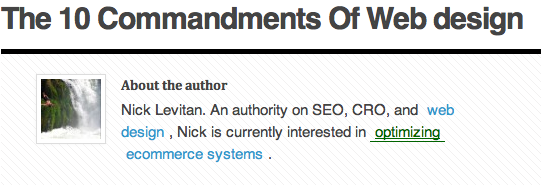 The 10 Commandments Of Web design
About the author
Nick Levitan. An authority on SEO, CRO, and web
design , Nick is currently interested in optimizing
ecommerce systems .